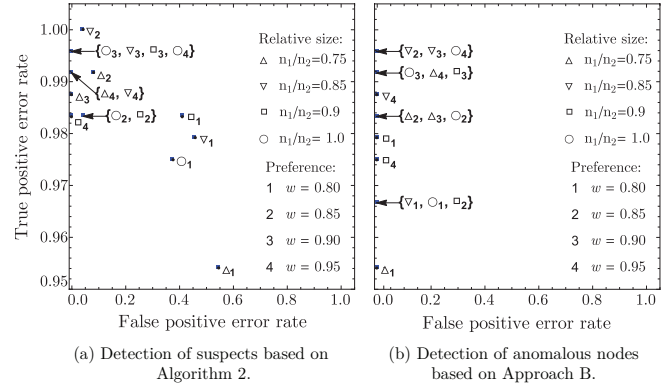 True positive error rate
1.00
0.99
0.98
0.97
0.96
0.95
0.0 0.2 0.4 0.6 0.8 1.0
False positive error rate
▽2
{○3, ▽3, □3, ○4}
△2
{△4, ▽4}
△3
{○2, □2}
□4
□1
▽1
○1
△1
Relative size:
△ n1/n2=0.75
▽ n1/n2=0.85
□ n1/n2=0.9
○ n1/n2= 1.0
Preference:
1 w = 0.80
2 w = 0.85
3 w = 0.90
4 w = 0.95
(a) Detection of suspects based on
Algorithm 2.
{▽2, ▽3, ○4}
{○3, △4, □3}
▽4
{△2, △3, ○2}
□1
□4
{▽1, ○1, □2}
△1
Relative size:
△ n1/n2=0.75
▽ n1/n2=0.85
□ n1/n2=0.9
○ n1/n2= 1.0
Preference:
1 w = 0.80
2 w = 0.85
3 w = 0.90
4 w = 0.95
0.0 0.2 0.4 0.6 0.8 1.0
False positive error rate
(b) Detection of anomalous nodes
based on Approach B.